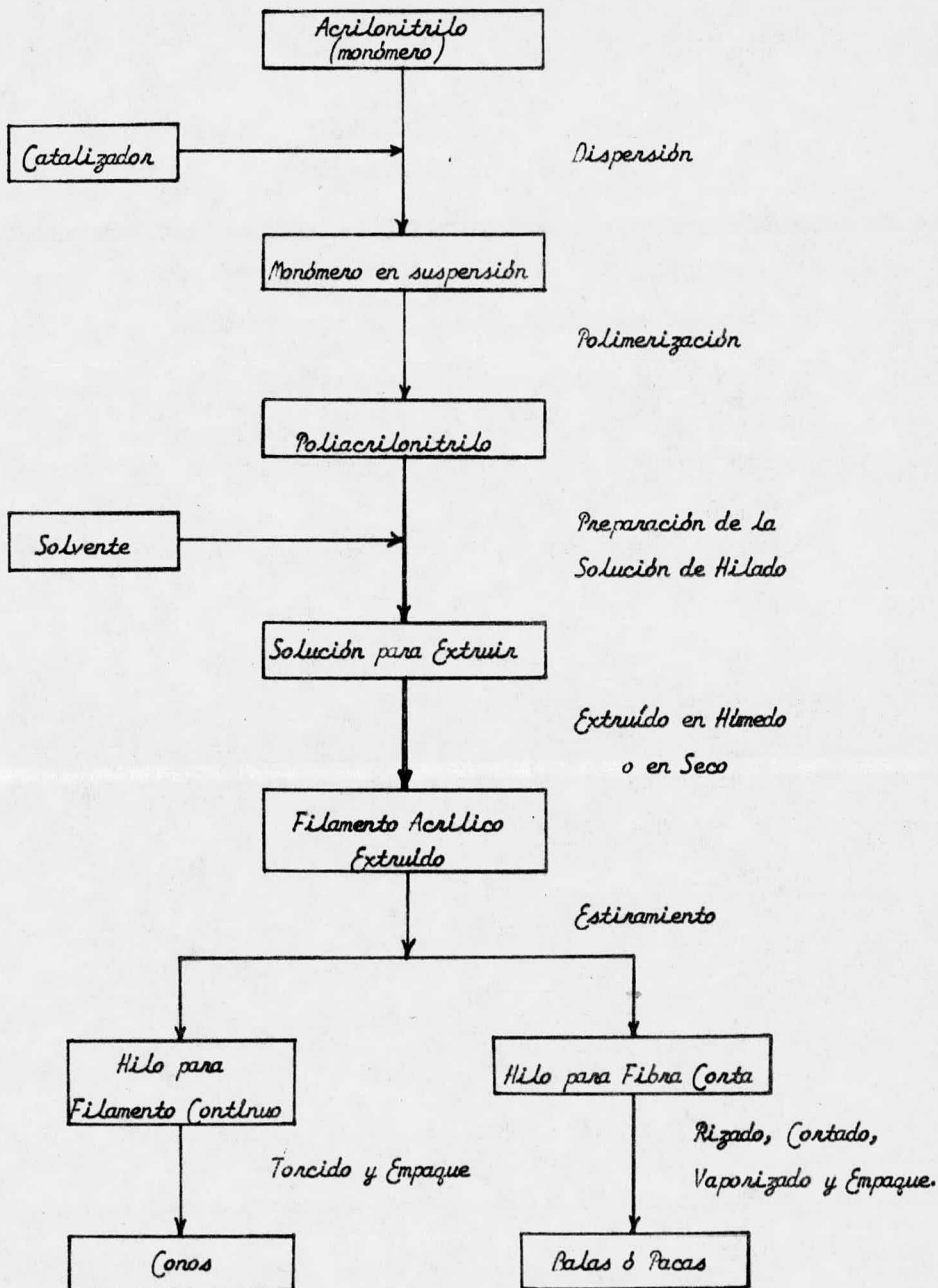 Acrilonitrilo
(monómero)
Catalizador
Dispersión
Monómero en suspensión
Polimerización
Poliacrilonitrilo
Solvente
Preparación de la
Solución de Hilado
Solución para Extruir
Extruído en Húmedo
o en Seco
Filamento Acrílico
Extruído
Estiramiento
Hilo para
Filamento Contínuo
Hilo para Fibra Corta
Torcido y Empaque
Rizado, Cortado,
Vaporizado y Empaque.
Conos
Balas ó Pacas